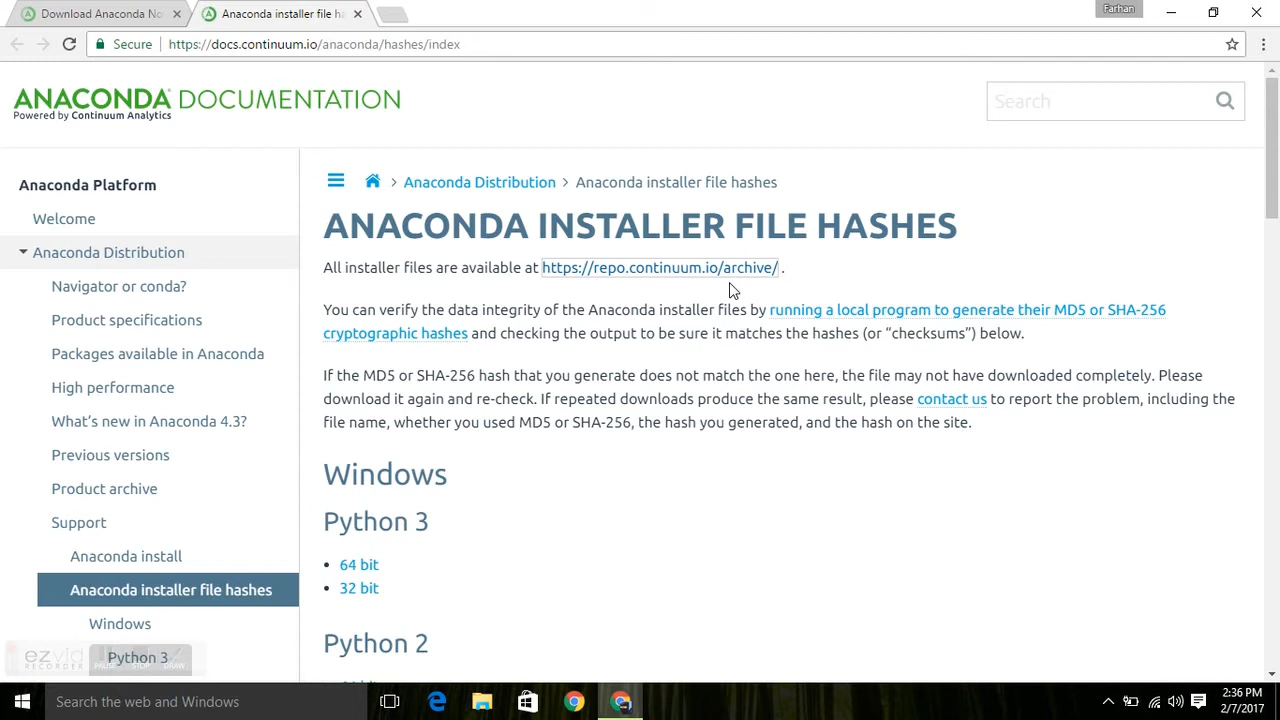 Download Anaconda No
Anaconda installer file ha
Farhan
Secure
https://docs.continuum.io/anaconda/hashes/index
ANACONDA DOCUMENTATION
Powered by Continuum Analytics
Search
Anaconda Platform
Welcome
Anaconda Distribution
Navigator or conda?
Product specifications
Packages available in Anaconda
High performance
What's new in Anaconda 4.3?
Previous versions
Product archive
Support
Anaconda install
Anaconda installer file hashes
Windows
Python 3
Anaconda Distribution > Anaconda installer file hashes
ANACONDA INSTALLER FILE HASHES
All installer files are available at https://repo.continuum.io/archive/ .
You can verify the data integrity of the Anaconda installer files by running a local program to generate their MD5 or SHA-256
cryptographic hashes and checking the output to be sure it matches the hashes (or “checksums”) below.
If the MD5 or SHA-256 hash that you generate does not match the one here, the file may not have downloaded completely. Please
download it again and re-check. If repeated downloads produce the same result, please contact us to report the problem, including the
file name, whether you used MD5 or SHA-256, the hash you generated, and the hash on the site.
Windows
Python 3
64 bit
32 bit
Python 2
ezvid
RECORDER
PAUSE STOP DRAW
Search the web and Windows
2:36 PM
2/7/2017